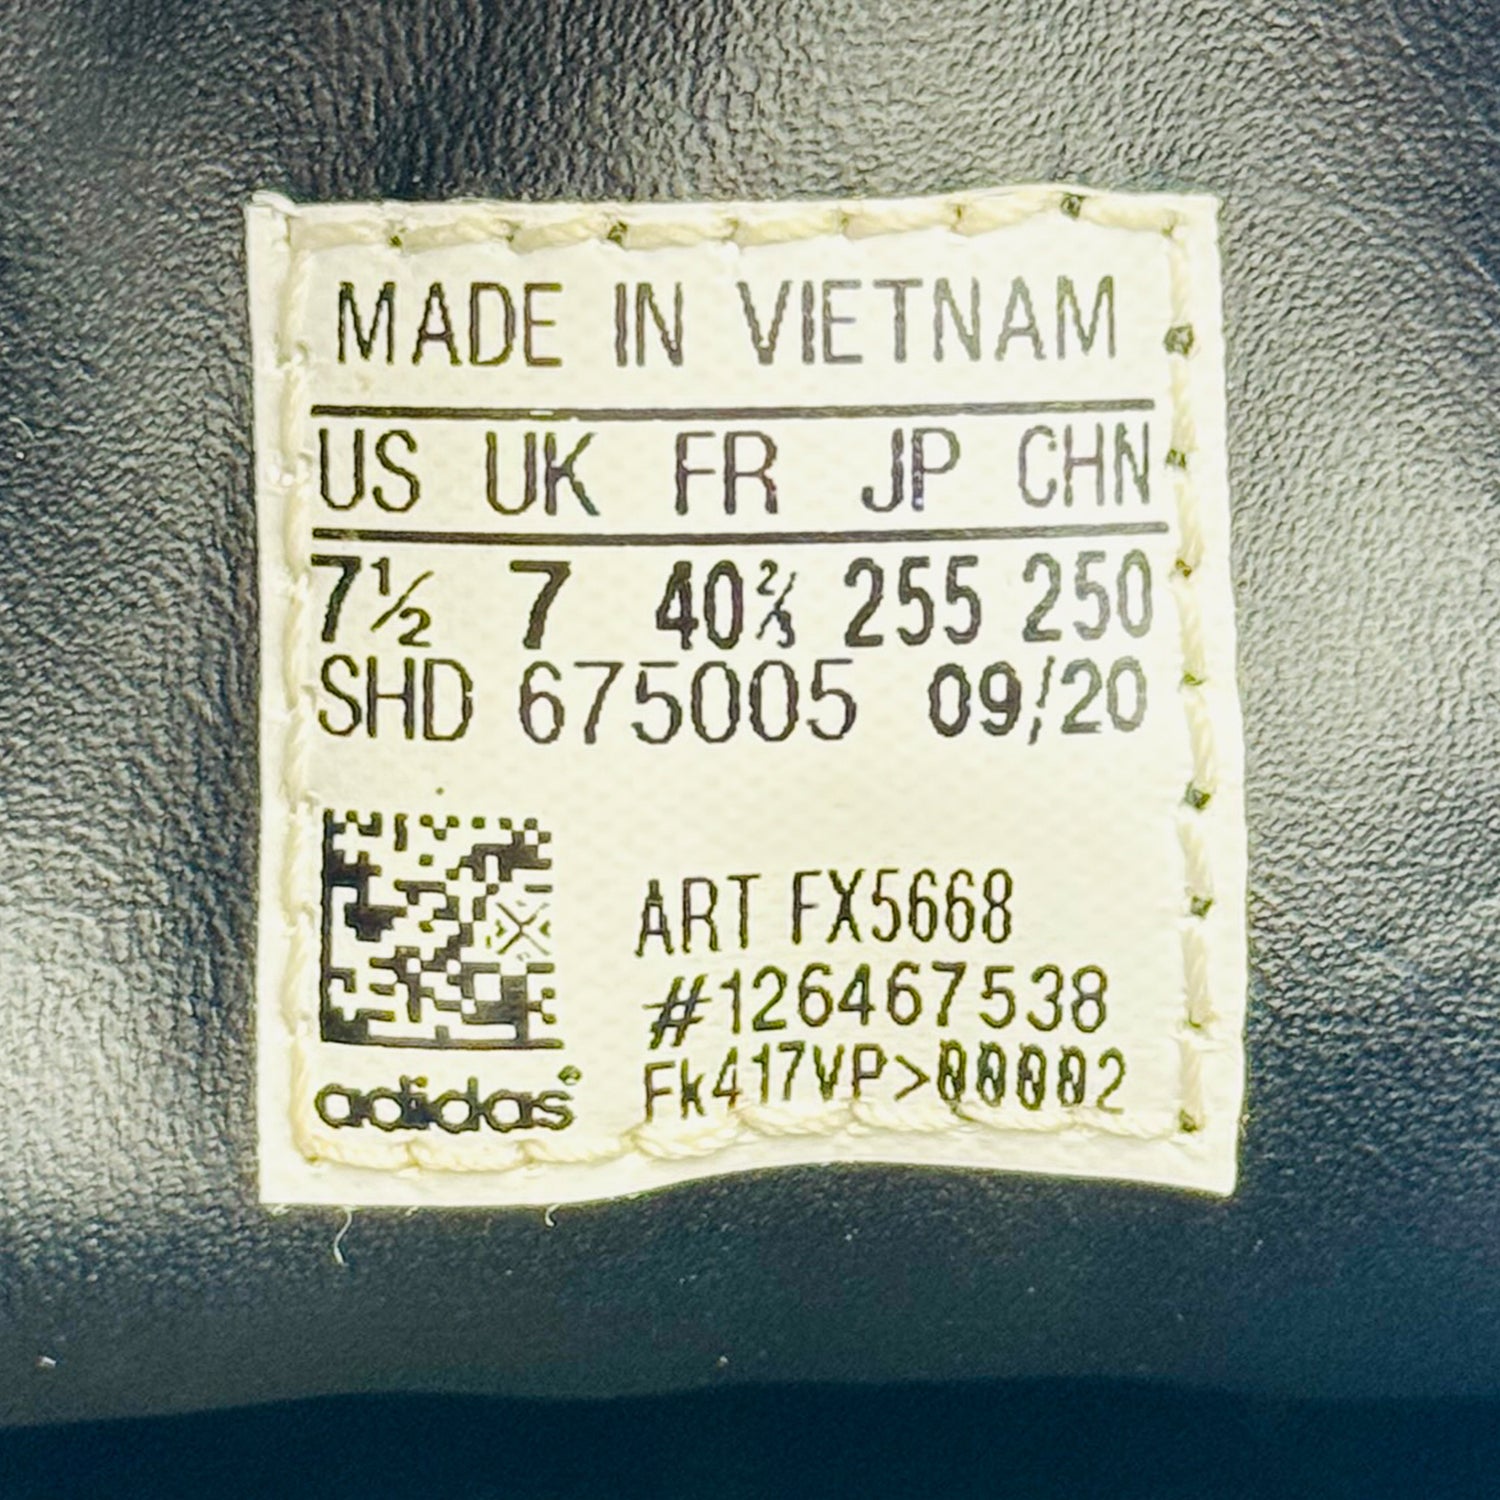 MADE IN VIETNAM
US UK FR JP CHN
7½ 7 40⅔ 255 250
SHD 675005 09/20
ART FX5668
#126467538
Fk417VP>00002
adidas®